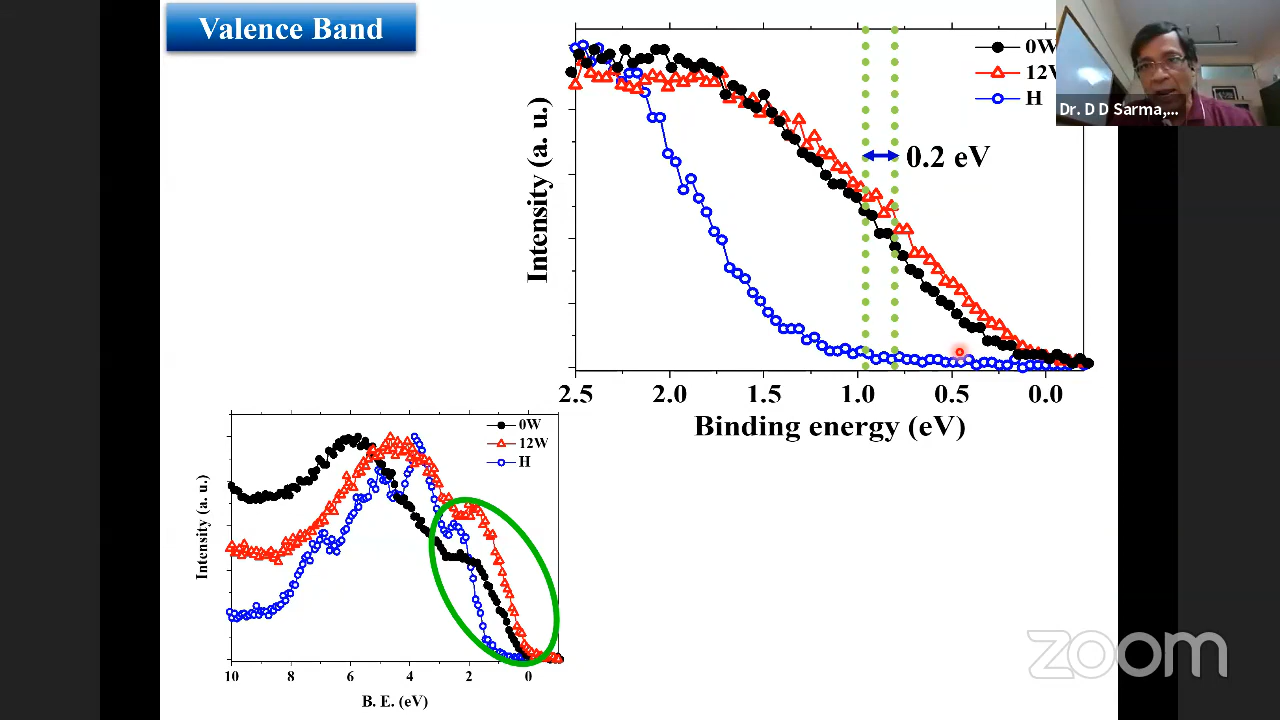 Valence Band
0W
12W
H
Dr. D D Sarma,...
0.2 eV
Intensity (a. u.)
2.5 2.0 1.5 1.0 0.5 0.0
Binding energy (eV)
0W
12W
H
Intensity (a. u.)
10 8 6 4 2 0
B. E. (eV)
zoom